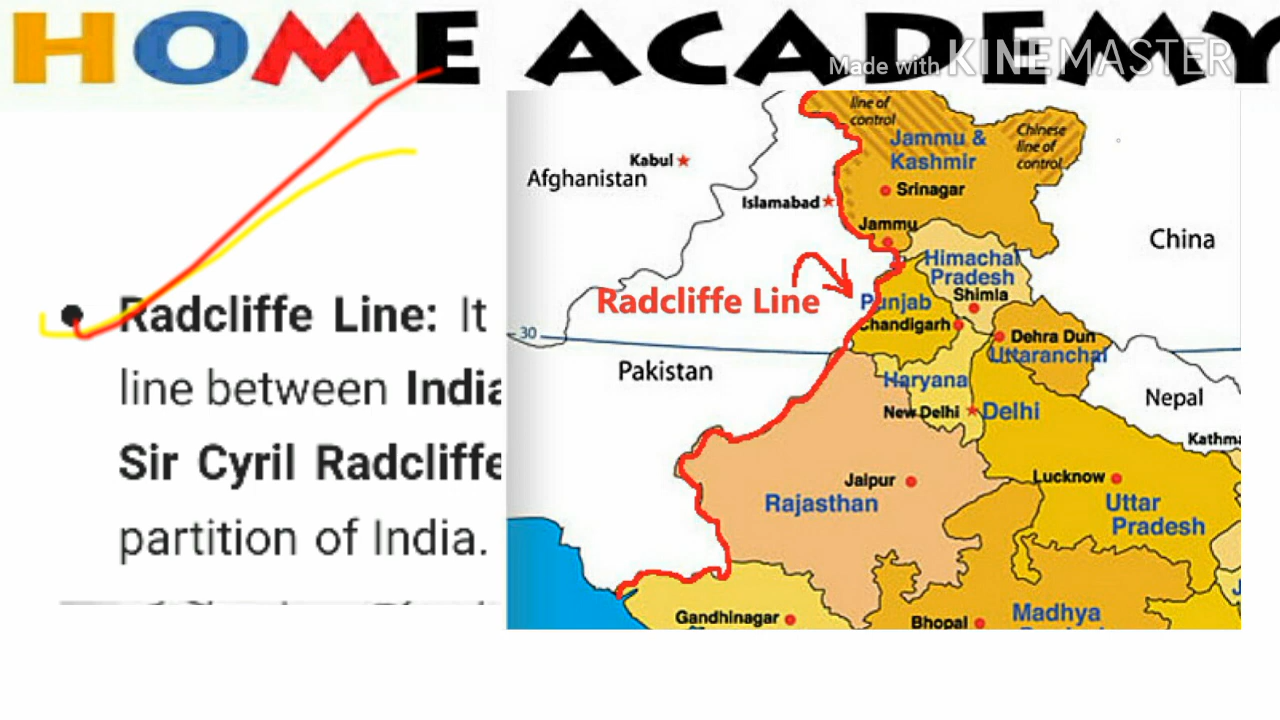 HOME ACADEMY
Made with KINEMASTER
Radcliffe Line: It
line between India
Sir Cyril Radcliffe
partition of India.
line of
control
Jammu &
Kashmir
Chinese
line of
control
Kabul
Afghanistan
Srinagar
Islamabad
Jammu
China
Himachal
Pradesh
Radcliffe Line
Punjab
Shimla
Chandigarh
30
Dehra Dun
Uttaranchal
Pakistan
Haryana
Nepal
New Delhi
Delhi
Kathma
Jaipur
Lucknow
Rajasthan
Uttar
Pradesh
Gandhinagar
Bhopal
Madhya